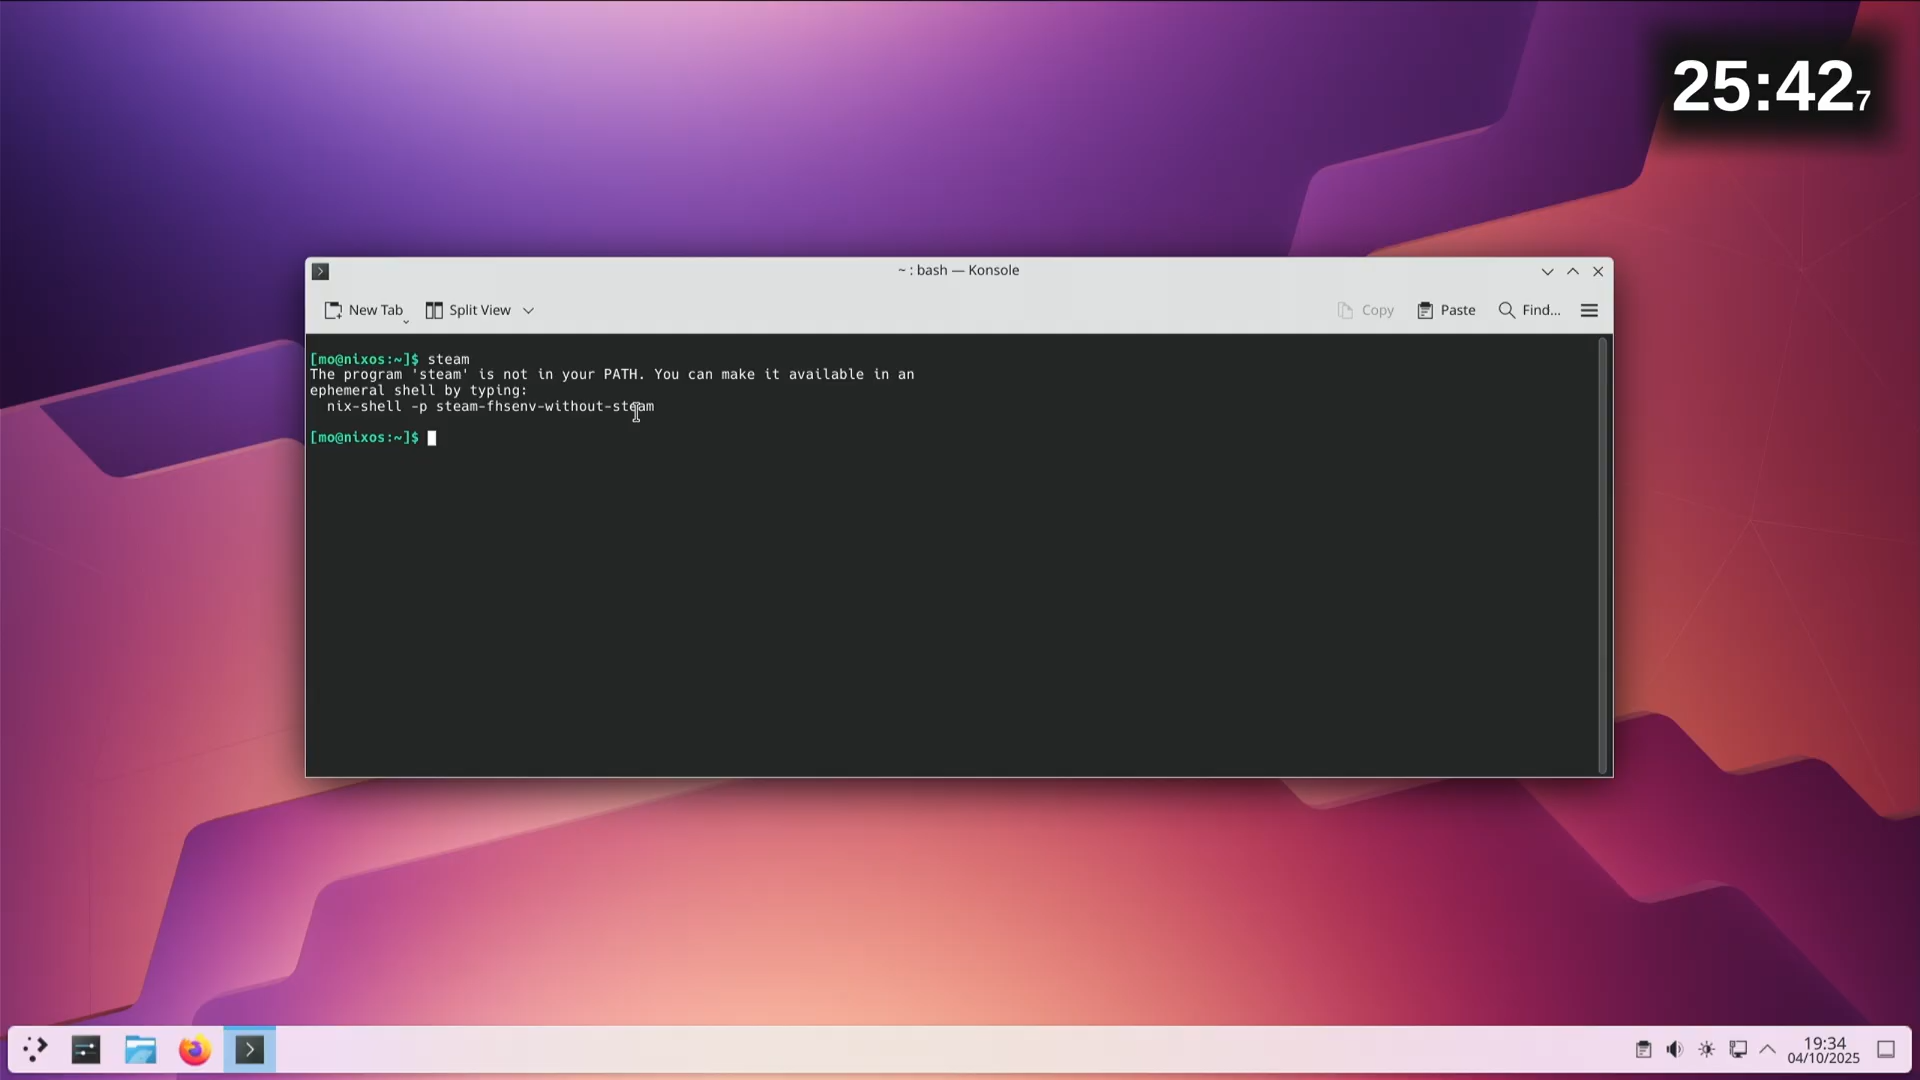 25:42 7
~ : bash — Konsole
New Tab Split View Copy Paste Find...
[mo@nixos:~]$ steam
The program 'steam' is not in your PATH. You can make it available in an
ephemeral shell by typing:
nix-shell -p steam-fhsenv-without-steam
[mo@nixos:~]$
19:34
04/10/2025